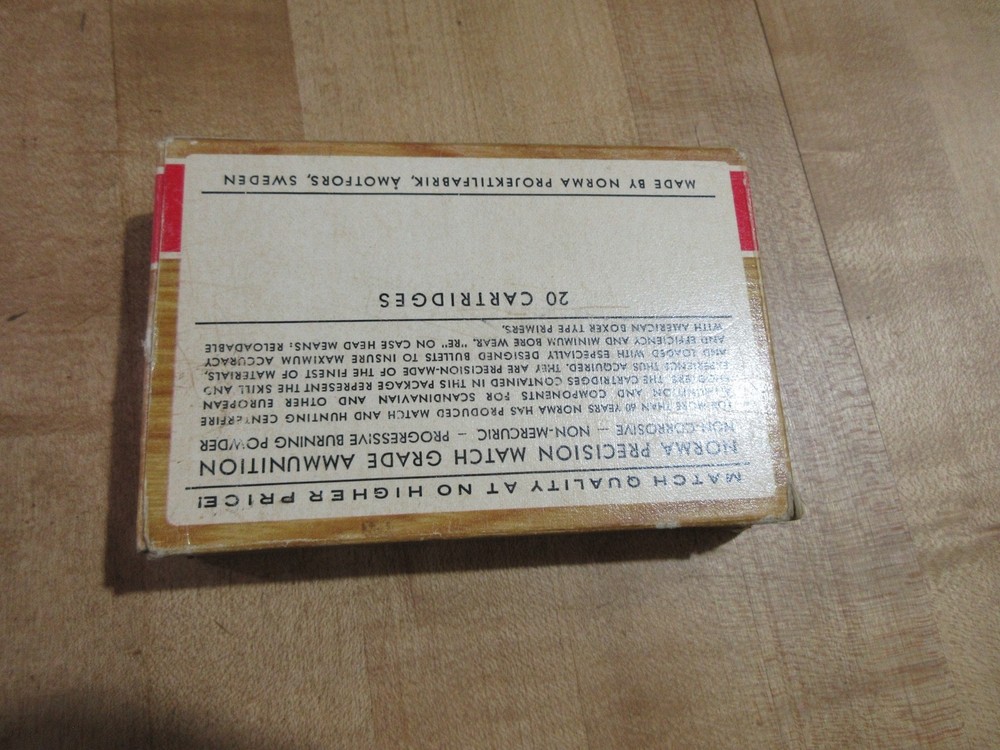 MATCH QUALITY AT NO HIGHER PRICE!
NORMA PRECISION MATCH GRADE AMMUNITION
NON-CORROSIVE – NON-MERCURIC – PROGRESSIVE BURNING POWDER
FOR MORE THAN 60 YEARS NORMA HAS PRODUCED MATCH AND HUNTING CENTERFIRE
AMMUNITION AND COMPONENTS FOR SCANDINAVIAN AND OTHER EUROPEAN
THE CARTRIDGES CONTAINED IN THIS PACKAGE REPRESENT THE SKILL AND
EXPERIENCE THUS ACQUIRED. THEY ARE PRECISION-MADE OF THE FINEST OF MATERIALS,
AND LOADED WITH ESPECIALLY DESIGNED BULLETS TO INSURE MAXIMUM ACCURACY
AND EFFICIENCY AND MINIMUM BORE WEAR. "RE" ON CASE HEAD MEANS: RELOADABLE
WITH AMERICAN BOXER TYPE PRIMERS.
20 CARTRIDGES
MADE BY NORMA PROJEKTILFABRIK, ÅMOTFORS, SWEDEN